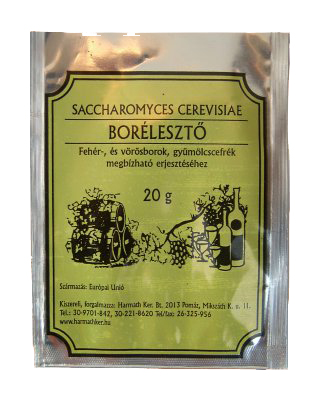 SACCHAROMYCES CEREVISIAE
BORÉLESZTŐ
Fehér-, és vörösborok, gyümölcscefrék
megbízható erjesztéséhez
20 g
Származás: Európai Unió
Kiszereli, forgalmazza: Harmath Ker. Bt. 2013 Pomáz, Mikszáth K. u. 11.
Tel.: 30-9701-842, 30-221-8620 Tel/fax: 26-325-956
www.harmathker.hu